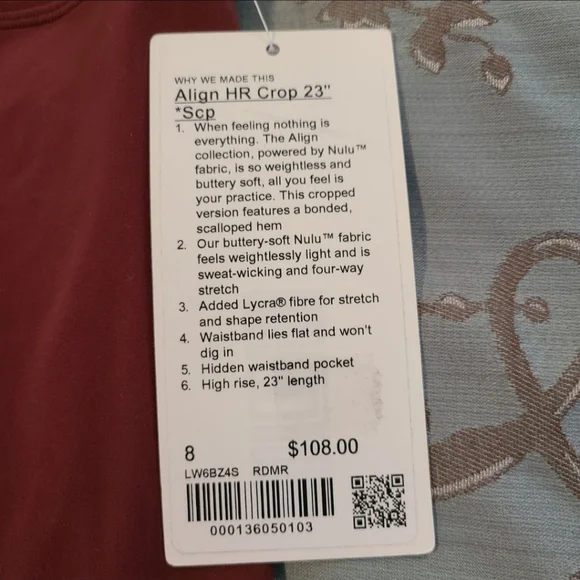 WHY WE MADE THIS
Align HR Crop 23"
*Scp
1. When feeling nothing is
everything. The Align
collection, powered by Nulu™
fabric, is so weightless and
buttery soft, all you feel is
your practice. This cropped
version features a bonded,
scalloped hem
2. Our buttery-soft Nulu™ fabric
feels weightlessly light and is
sweat-wicking and four-way
stretch
3. Added Lycra® fibre for stretch
and shape retention
4. Waistband lies flat and won't
dig in
5. Hidden waistband pocket
6. High rise, 23" length
8 $108.00
LW6BZ4S RDMR
000136050103